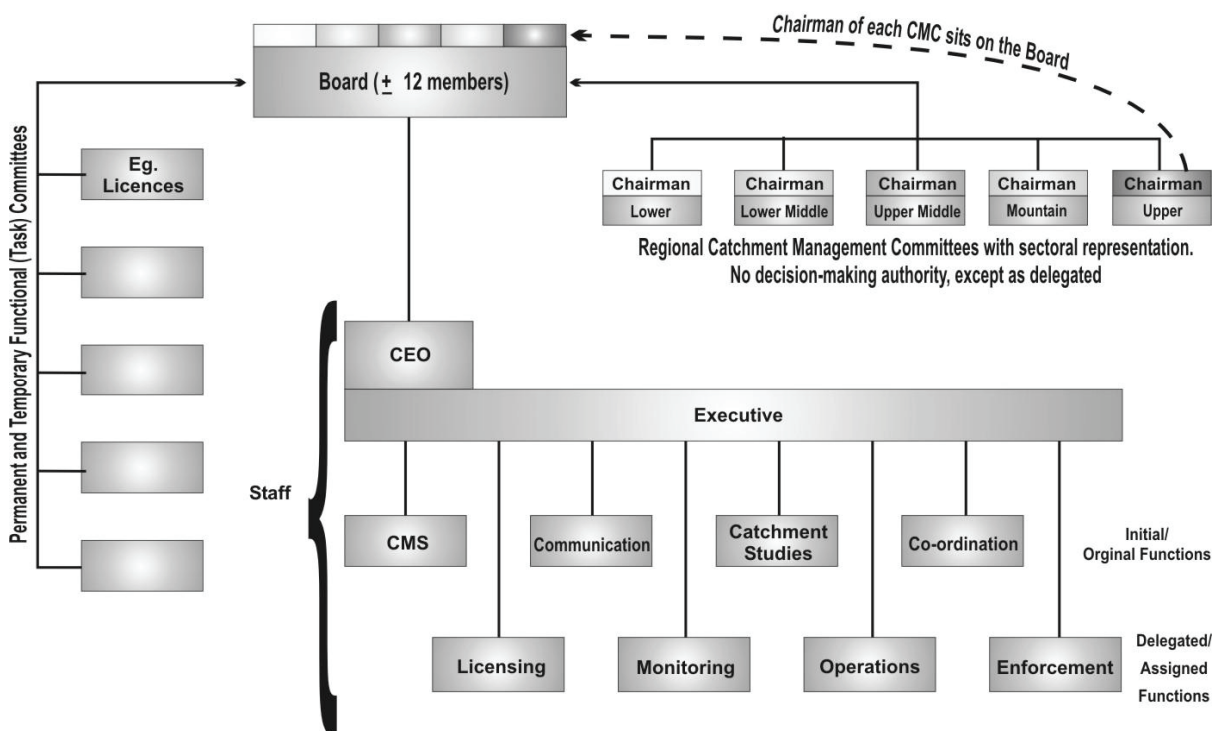 Chairman of each CMC sits on the Board
Board (± 12 members)
Permanent and Temporary Functional (Task) Committees
Eg.
Licences
Chairman
Lower
Chairman
Lower Middle
Chairman
Upper Middle
Chairman
Mountain
Chairman
Upper
Regional Catchment Management Committees with sectoral representation.
No decision-making authority, except as delegated
CEO
Executive
Staff
CMS
Communication
Catchment
Studies
Co-ordination
Initial/
Orginal Functions
Licensing
Monitoring
Operations
Enforcement
Delegated/
Assigned
Functions